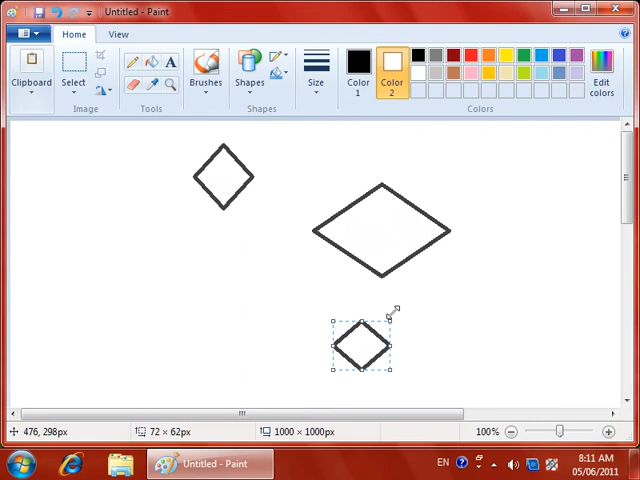 Untitled - Paint
Home
View
Clipboard
Select
Brushes
Shapes
Size
Color 1
Color 2
Edit colors
Image
Tools
Shapes
Colors
476, 298px
72 × 62px
1000 × 1000px
100%
Untitled - Paint
EN
8:11 AM
05/06/2011